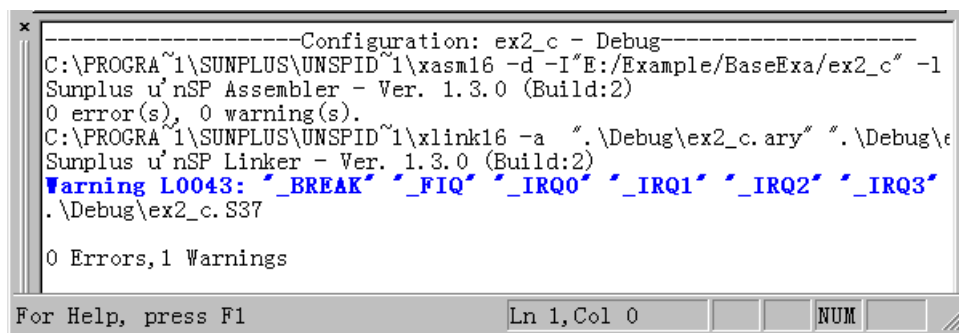 --------------------Configuration: ex2_c - Debug--------------------
C:\PROGRA~1\SUNPLUS\UNSPID~1\xasm16 -d -I"E:/Example/BaseExa/ex2_c" -l
Sunplus u'nSP Assembler - Ver. 1.3.0 (Build:2)
0 error(s), 0 warning(s).
C:\PROGRA~1\SUNPLUS\UNSPID~1\xlink16 -a ".\Debug\ex2_c.ary" ".\Debug\e
Sunplus u'nSP Linker - Ver. 1.3.0 (Build:2)
Warning L0043: "_BREAK" "_FIQ" "_IRQ0" "_IRQ1" "_IRQ2" "_IRQ3"
.\Debug\ex2_c.S37
0 Errors,1 Warnings
For Help, press F1 Ln 1,Col 0 NUM